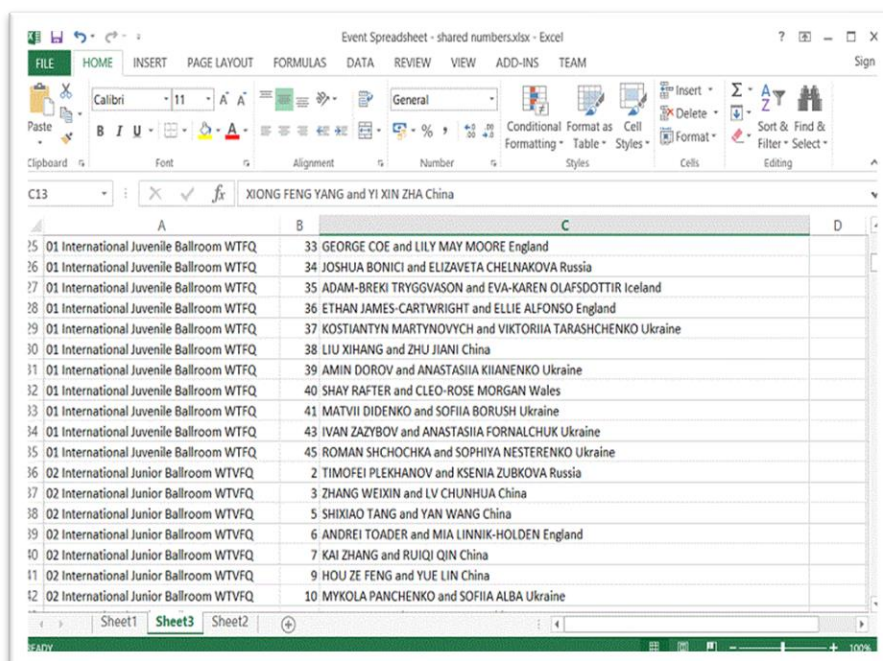 Event Spreadsheet - shared numbers.xlsx - Excel
FILE HOME INSERT PAGE LAYOUT FORMULAS DATA REVIEW VIEW ADD-INS TEAM Sign
Calibri 11 General Insert
Paste B I U Conditional Formatting Format as Table Cell Styles Delete Sort & Filter Find & Select
Format
Clipboard Font Alignment Number Styles Cells Editing
C13 fx XIONG FENG YANG and YI XIN ZHA China
A B C D
25 01 International Juvenile Ballroom WTFQ 33 GEORGE COE and LILY MAY MOORE England
26 01 International Juvenile Ballroom WTFQ 34 JOSHUA BONICI and ELIZAVETA CHELNAKOVA Russia
27 01 International Juvenile Ballroom WTFQ 35 ADAM-BREKI TRYGGVASON and EVA-KAREN OLAFSDOTTIR Iceland
28 01 International Juvenile Ballroom WTFQ 36 ETHAN JAMES-CARTWRIGHT and ELLIE ALFONSO England
29 01 International Juvenile Ballroom WTFQ 37 KOSTIANTYN MARTYNOVYCH and VIKTORIIA TARASHCHENKO Ukraine
30 01 International Juvenile Ballroom WTFQ 38 LIU XIHANG and ZHU JIANI China
31 01 International Juvenile Ballroom WTFQ 39 AMIN DOROV and ANASTASIIA KIIANENKO Ukraine
32 01 International Juvenile Ballroom WTFQ 40 SHAY RAFTER and CLEO-ROSE MORGAN Wales
33 01 International Juvenile Ballroom WTFQ 41 MATVII DIDENKO and SOFIIA BORUSH Ukraine
34 01 International Juvenile Ballroom WTFQ 43 IVAN ZAZYBOV and ANASTASIIA FORNALCHUK Ukraine
35 01 International Juvenile Ballroom WTFQ 45 ROMAN SHCHOCHKA and SOPHIYA NESTERENKO Ukraine
36 02 International Junior Ballroom WTVFQ 2 TIMOFEI PLEKHANOV and KSENIA ZUBKOVA Russia
37 02 International Junior Ballroom WTVFQ 3 ZHANG WEIXIN and LV CHUNHUA China
38 02 International Junior Ballroom WTVFQ 5 SHIXIAO TANG and YAN WANG China
39 02 International Junior Ballroom WTVFQ 6 ANDREI TOADER and MIA LINNIK-HOLDEN England
40 02 International Junior Ballroom WTVFQ 7 KAI ZHANG and RUIQI QIN China
41 02 International Junior Ballroom WTVFQ 9 HOU ZE FENG and YUE LIN China
42 02 International Junior Ballroom WTVFQ 10 MYKOLA PANCHENKO and SOFIIA ALBA Ukraine
Sheet1 Sheet3 Sheet2
READY 100%